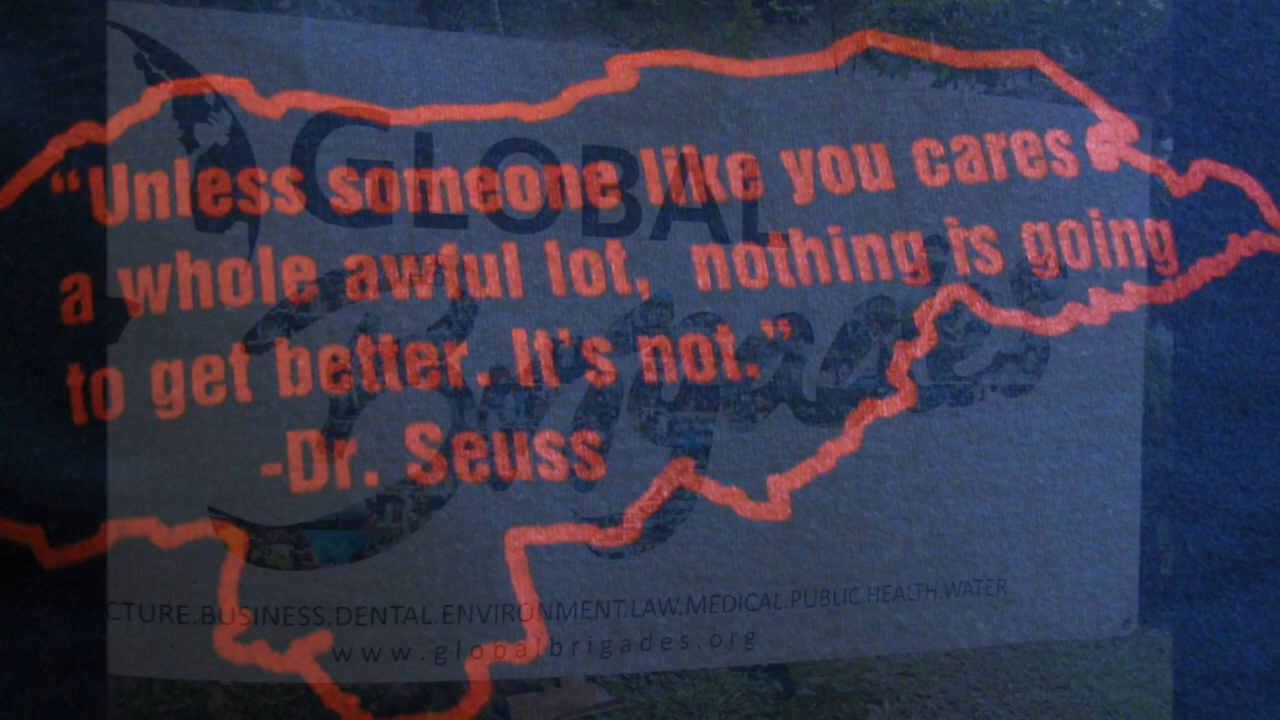 GLOBAL
Brigades
"Unless someone like you cares
a whole awful lot, nothing is going
to get better. It's not."
-Dr. Seuss
CTURE.BUSINESS.DENTAL.ENVIRONMENT.LAW.MEDICAL.PUBLIC HEALTH.WATER
www.globalbrigades.org